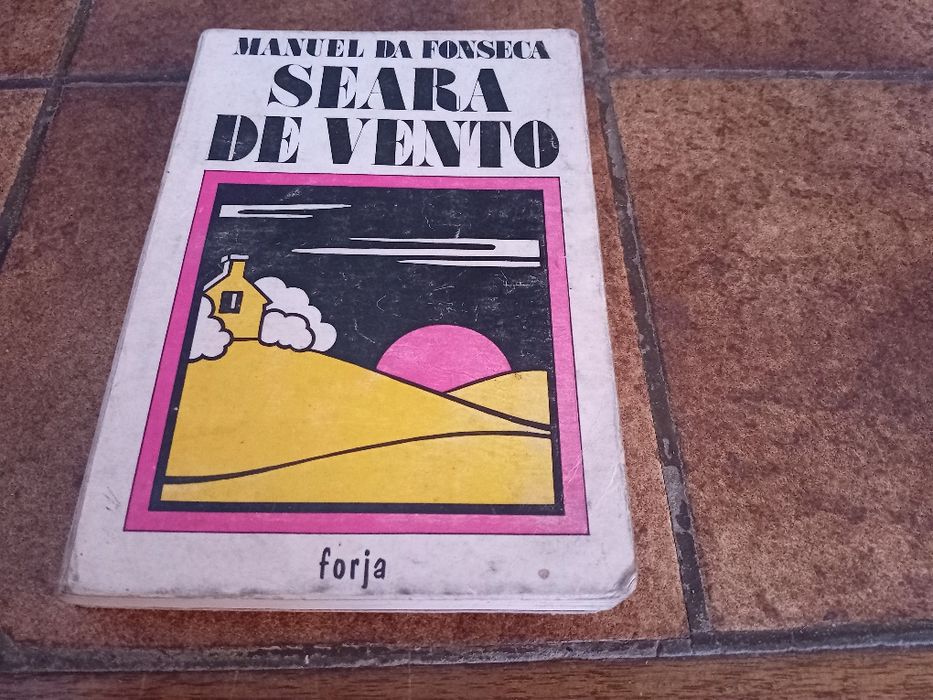 MANUEL DA FONSECA
SEARA
DE VENTO
forja